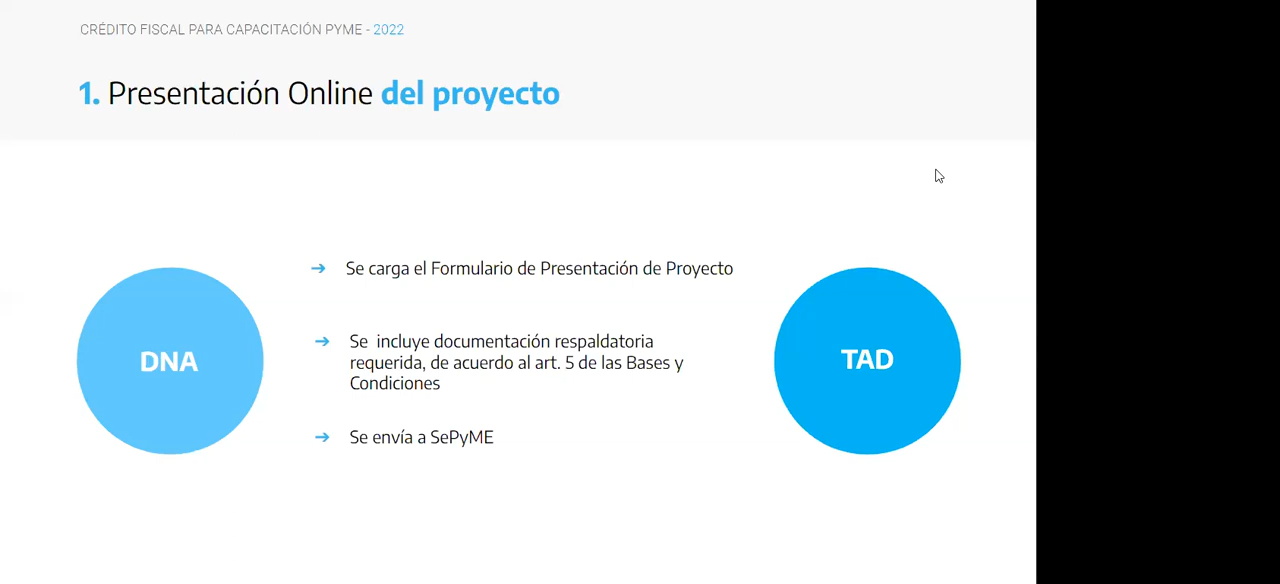 CRÉDITO FISCAL PARA CAPACITACIÓN PYME - 2022
1. Presentación Online del proyecto
DNA
➔ Se carga el Formulario de Presentación de Proyecto
➔ Se incluye documentación respaldatoria
requerida, de acuerdo al art. 5 de las Bases y
Condiciones
➔ Se envía a SePyME
TAD